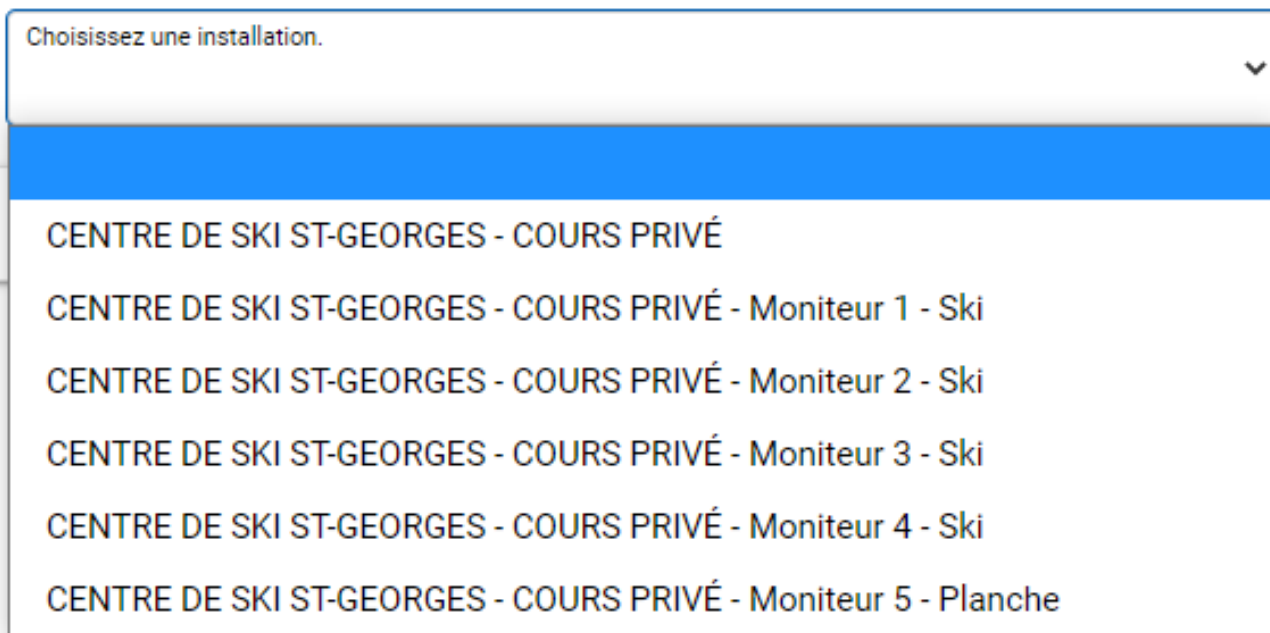 Choisissez une installation.
CENTRE DE SKI ST-GEORGES - COURS PRIVÉ
CENTRE DE SKI ST-GEORGES - COURS PRIVÉ - Moniteur 1 - Ski
CENTRE DE SKI ST-GEORGES - COURS PRIVÉ - Moniteur 2 - Ski
CENTRE DE SKI ST-GEORGES - COURS PRIVÉ - Moniteur 3 - Ski
CENTRE DE SKI ST-GEORGES - COURS PRIVÉ - Moniteur 4 - Ski
CENTRE DE SKI ST-GEORGES - COURS PRIVÉ - Moniteur 5 - Planche